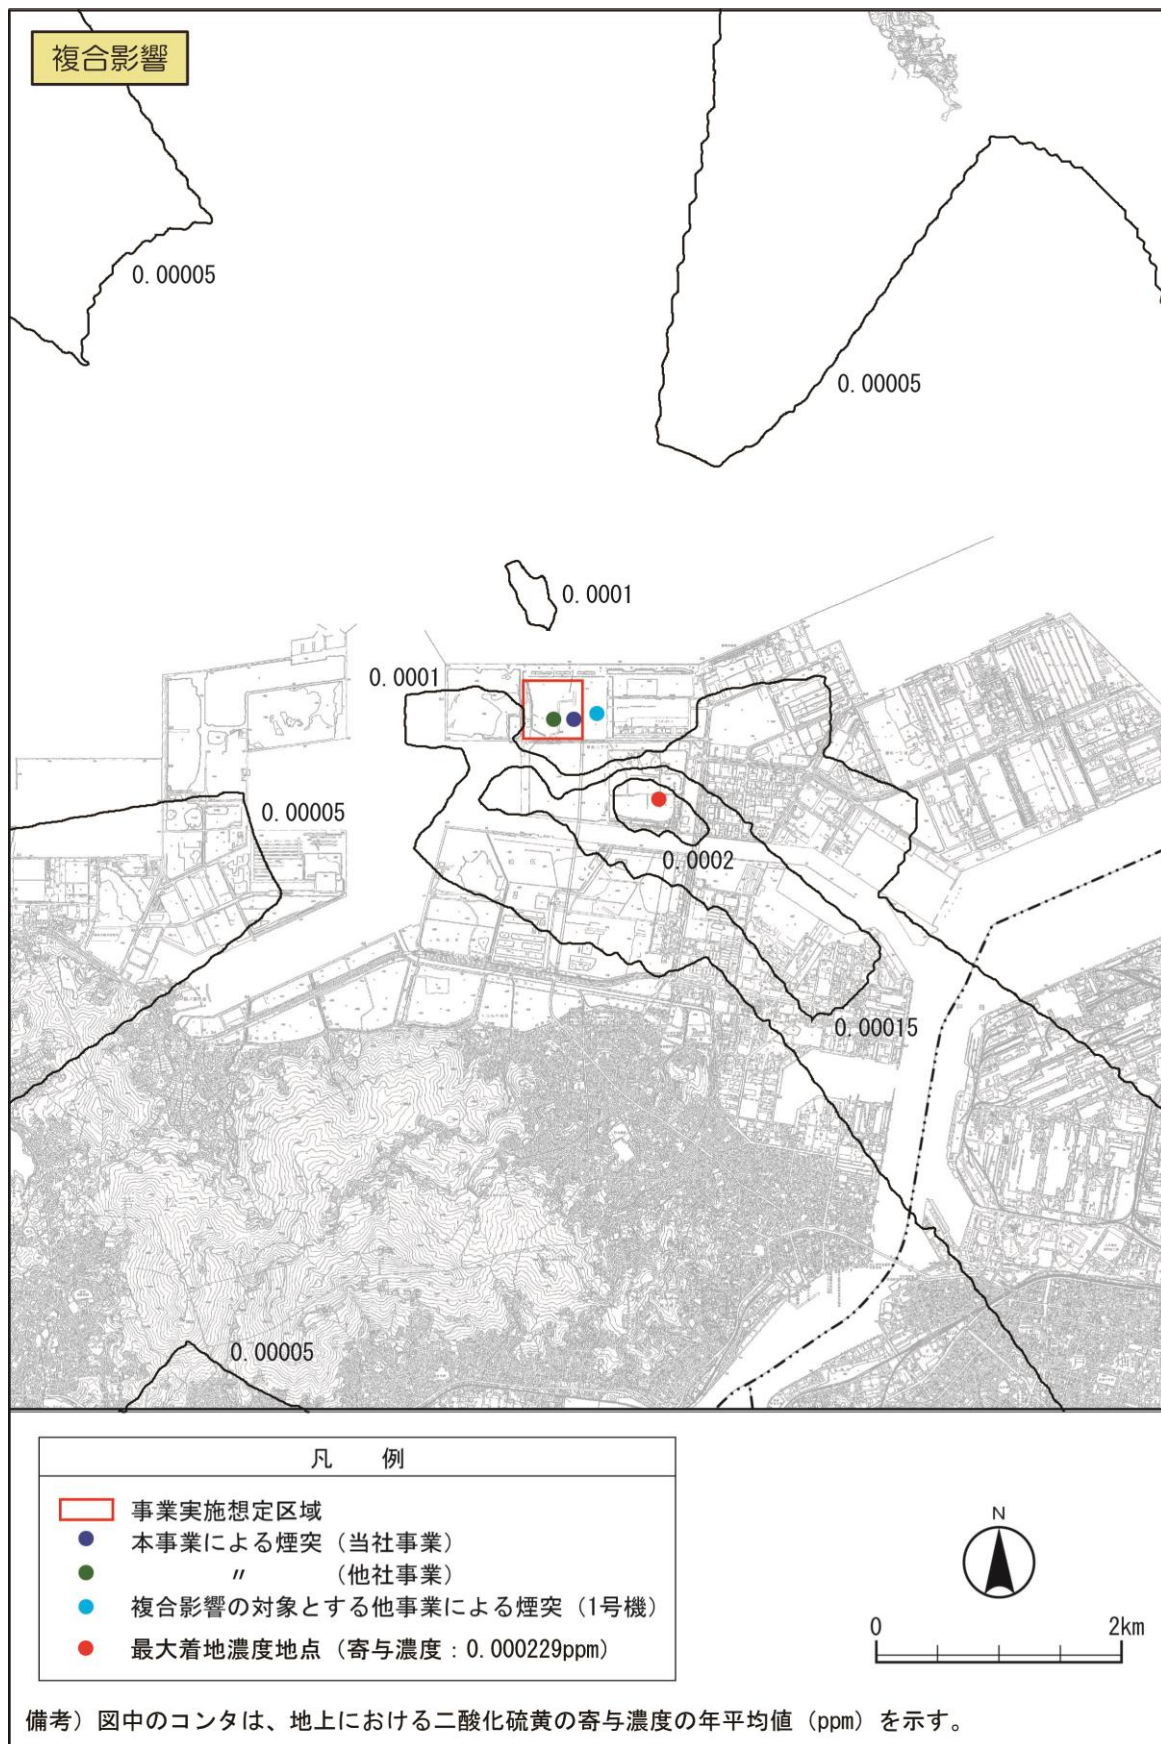 複合影響
0.00005
0.00005
0.0001
0.0001
0.00005
0.0002
0.00015
0.00005
凡 例
事業実施想定区域
本事業による煙突（当社事業）
〃 （他社事業）
複合影響の対象とする他事業による煙突（1号機）
最大着地濃度地点（寄与濃度：0.000229ppm）
N
0 2km
備考）図中のコンタは、地上における二酸化硫黄の寄与濃度の年平均値（ppm）を示す。